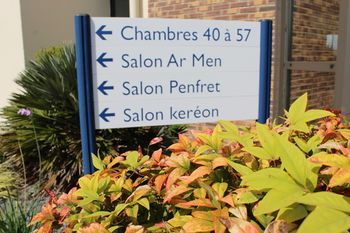 ← Chambres 40 à 57
← Salon Ar Men
← Salon Penfret
← Salon keréon